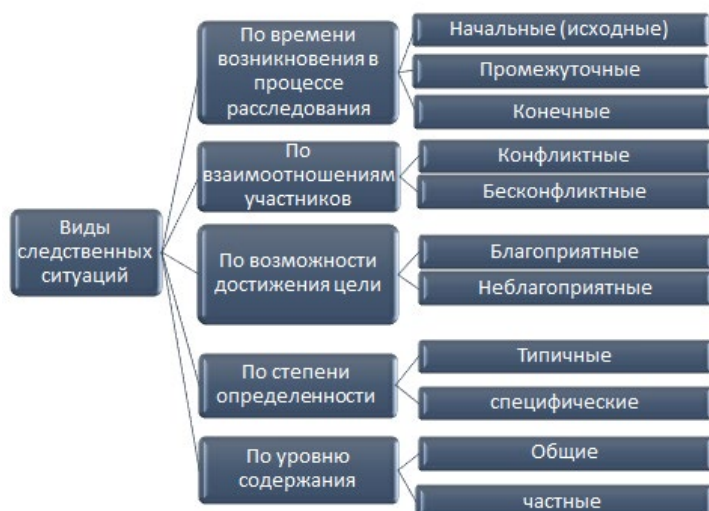 Виды
следственных
ситуаций
По времени
возникновения в
процессе
расследования
Начальные (исходные)
Промежуточные
Конечные
По
взаимоотношениям
участников
Конфликтные
Бесконфликтные
По возможности
достижения цели
Благоприятные
Неблагоприятные
По степени
определенности
Типичные
специфические
По уровню
содержания
Общие
частные